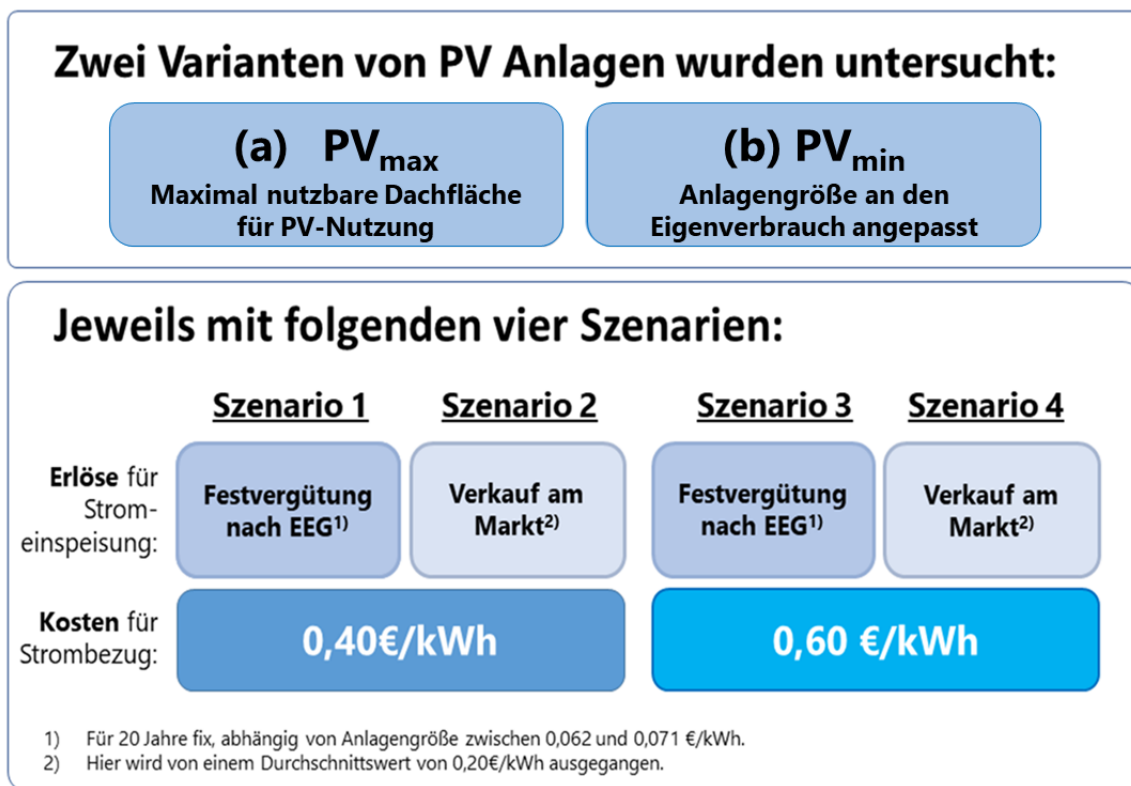 Zwei Varianten von PV Anlagen wurden untersucht:
(a) PVmax
Maximal nutzbare Dachfläche
für PV-Nutzung
(b) PVmin
Anlagengröße an den
Eigenverbrauch angepasst
Jeweils mit folgenden vier Szenarien:
Szenario 1
Szenario 2
Szenario 3
Szenario 4
Erlöse für
Strom-
einspeisung:
Festvergütung
nach EEG1)
Verkauf am
Markt2)
Festvergütung
nach EEG1)
Verkauf am
Markt2)
Kosten für
Strombezug:
0,40€/kWh
0,60 €/kWh
1) Für 20 Jahre fix, abhängig von Anlagengröße zwischen 0,062 und 0,071 €/kWh.
2) Hier wird von einem Durchschnittswert von 0,20€/kWh ausgegangen.